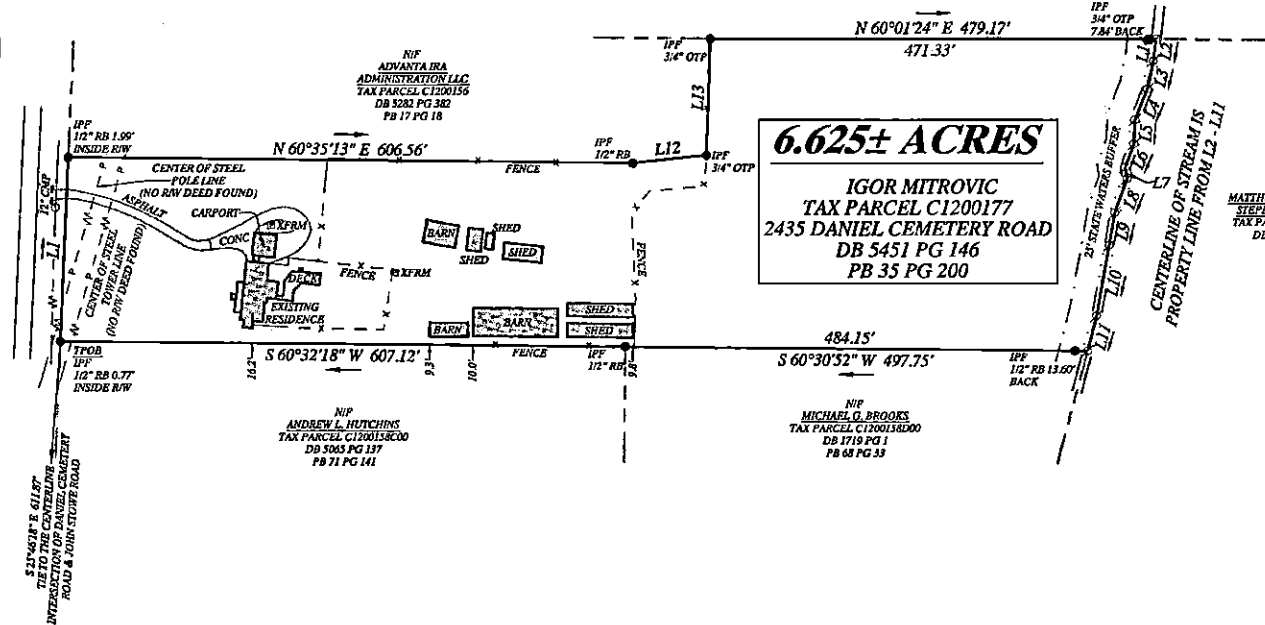 N 60°01'24" E 479.17'
471.33'
IPF
3/4" OTP
7.84' BACK
IPF
3/4" OTP
L1
L2
L3
L4
L5
L6
L7
L8
L9
L10
L11
L13
L12
N/F
ADVANTA IRA
ADMINISTRATION LLC
TAX PARCEL C1200156
DB 5282 PG 382
PB 17 PG 18
IPF
1/2" RB 1.99'
INSIDE R/W
N 60°35'13" E 606.56'
FENCE
IPF
1/2" RB
IPF
3/4" OTP
6.625± ACRES
IGOR MITROVIC
TAX PARCEL C1200177
2435 DANIEL CEMETERY ROAD
DB 5451 PG 146
PB 35 PG 200
25' STATE WATERS BUFFER
CENTERLINE OF STREAM IS
PROPERTY LINE FROM L2 - L11
TAX
CENTER OF STEEL
POLE LINE
(NO R/W DEED FOUND)
12" CMP
ASPHALT
CARPORT
CONC
XFRM
L1
CENTER OF STEEL
TOWER LINE
(NO R/W DEED FOUND)
P
P
P
P
FENCE
XFRM
DECK
EXISTING
RESIDENCE
BARN
SHED
SHED
SHED
FENCE
BARN
BARN
SHED
SHED
TPOB
IPF
1/2" RB 0.77'
INSIDE R/W
S 60°32'18" W 607.12'
FENCE
16.2'
9.3'
10.0'
9.8'
IPF
1/2" RB
484.15'
S 60°30'52" W 497.75'
IPF
1/2" RB 13.60'
BACK
N/F
ANDREW L. HUTCHINS
TAX PARCEL C1200158C00
DB 5065 PG 137
PB 71 PG 141
N/F
MICHAEL G. BROOKS
TAX PARCEL C1200158D00
DB 1719 PG 1
PB 68 PG 53
611.87'
TIE TO THE CENTERLINE
INTERSECTION OF DANIEL CEMETERY
ROAD & JOHN STOWE ROAD